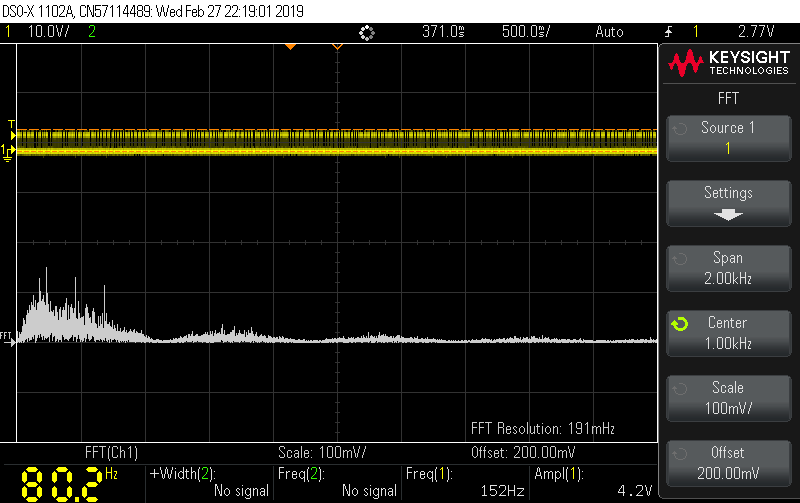 DSO-X 1102A, CN57114489: Wed Feb 27 22:19:01 2019
1 10.0V/ 2 371.0s 500.0s/ Auto 1 2.77V
KEYSIGHT
TECHNOLOGIES
FFT
Source 1
1
Settings
Span
2.00kHz
Center
1.00kHz
Scale
100mV/
Offset
200.00mV
T
1
FFT
FFT Resolution: 191mHz
FFT(Ch1) Scale: 100mV/ Offset: 200.00mV
80.2 Hz
+Width(2):
No signal
Freq(2):
No signal
Freq(1):
152Hz
Ampl(1):
4.2V